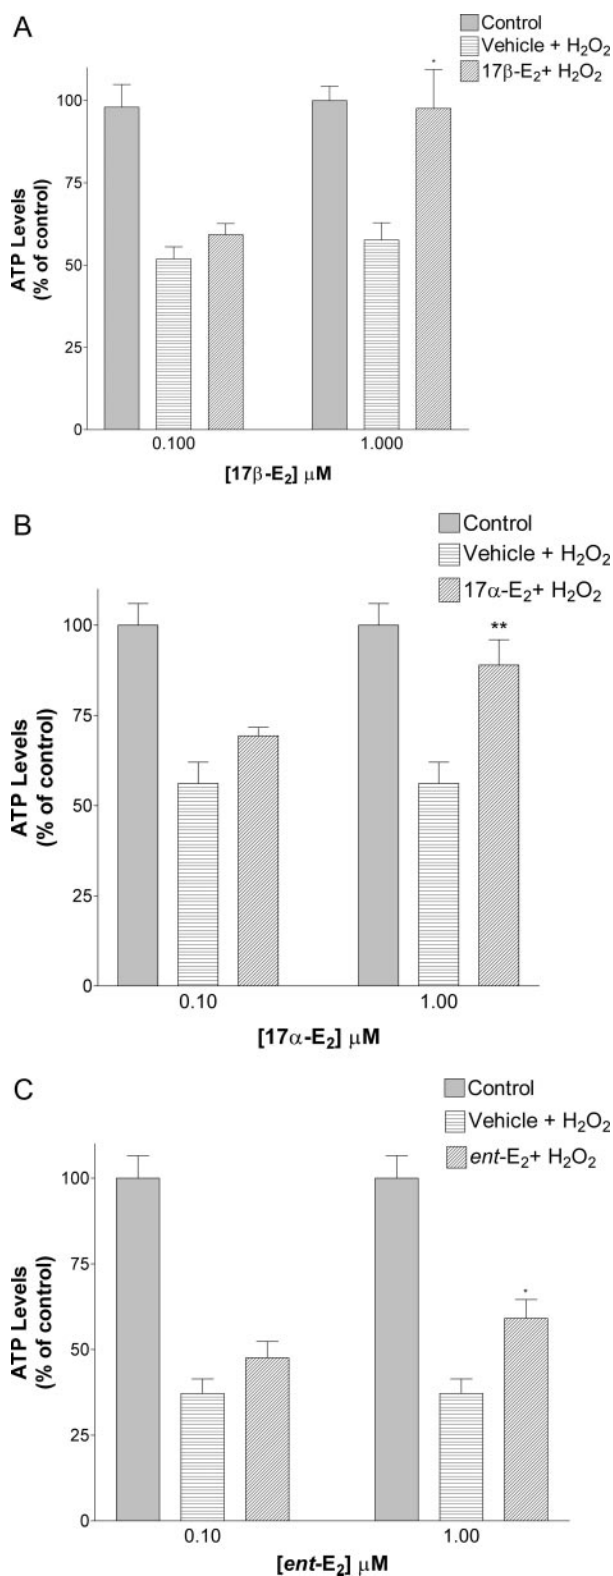 A
Control
Vehicle + H₂O₂
17β-E₂+ H₂O₂
*
100
75
50
25
0
ATP Levels
(% of control)
0.100 1.000
[17β-E₂] μM
B
Control
Vehicle + H₂O₂
17α-E₂+ H₂O₂
**
100
75
50
25
0
ATP Levels
(% of control)
0.10 1.00
[17α-E₂] μM
C
Control
Vehicle + H₂O₂
ent-E₂+ H₂O₂
*
100
75
50
25
0
ATP Levels
(% of control)
0.10 1.00
[ent-E₂] μM